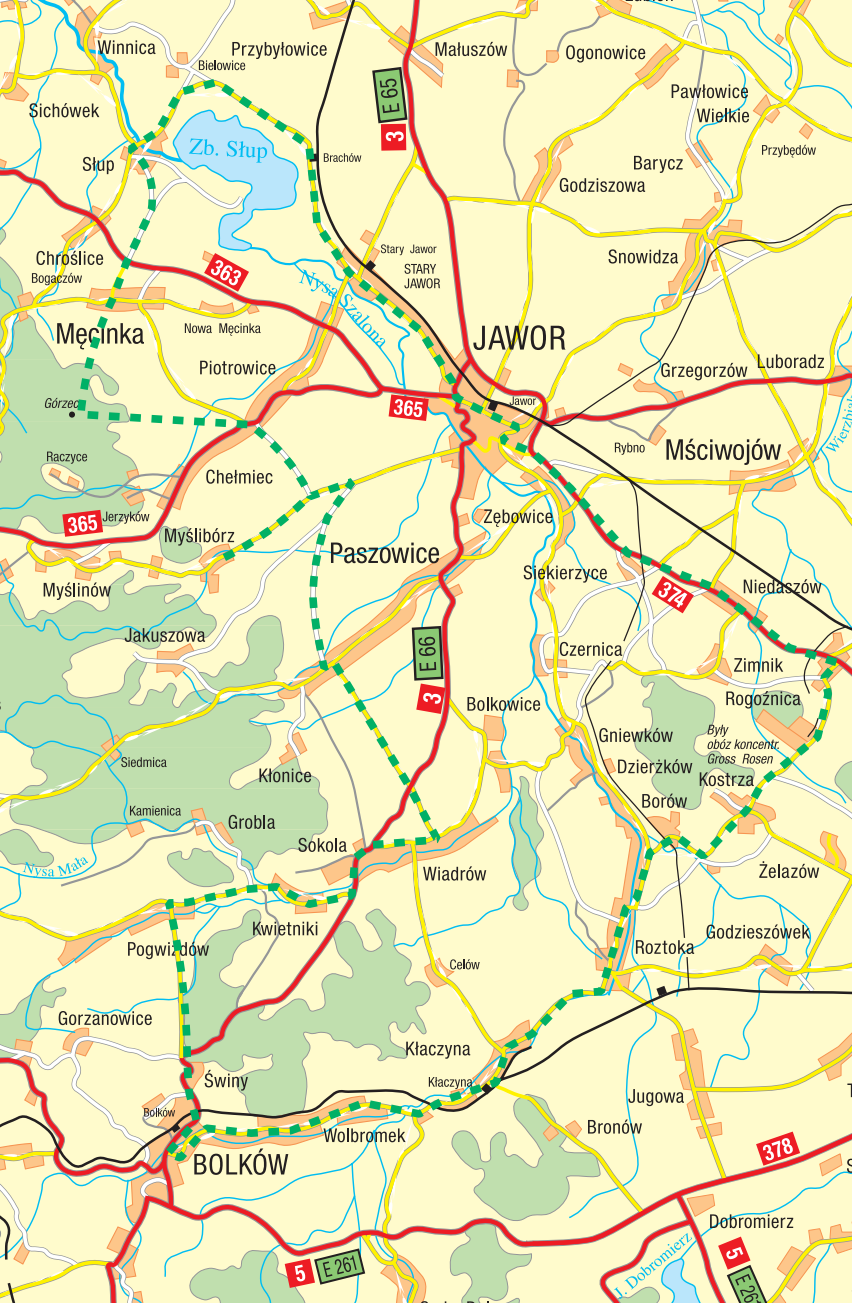 Winnica
Przybyłowice
Małuszów
Ogonowice
Biełowice
E 65
3
Pawłowice
Wielkie
Sichówek
Zb. Słup
Brachów
Przybędów
Słup
Barycz
Godziszowa
Chroślice
Bogaczów
363
Stary Jawor
STARY
JAWOR
Snowidza
Nysa Szalona
Męcinka
Nowa Męcinka
JAWOR
Piotrowice
Grzegorzów
Luboradz
Górzec
365
Jawor
Rybno
Mściwojów
Wierzbiak
Raczyce
Chełmiec
365
Jerzyków
Myślibórz
Zębowice
Paszowice
Myślinów
Siekierzyce
374
Niedaszów
Jakuszowa
E 66
3
Czernica
Zimnik
Rogoźnica
Bolkowice
Gniewków
Były
obóz koncentr.
Gross Rosen
Siedmica
Kłonice
Dzierżków
Kostrza
Borów
Kamienica
Grobla
Sokola
Nysa Mała
Wiadrów
Żelazów
Kwietniki
Pogwizdów
Godzieszówek
Roztoka
Celów
Gorzanowice
Kłaczyna
Świny
Kłaczyna
Bolków
Jugowa
Wolbromek
Bronów
BOLKÓW
378
Dobromierz
5
E 261
5
J. Dobromierz